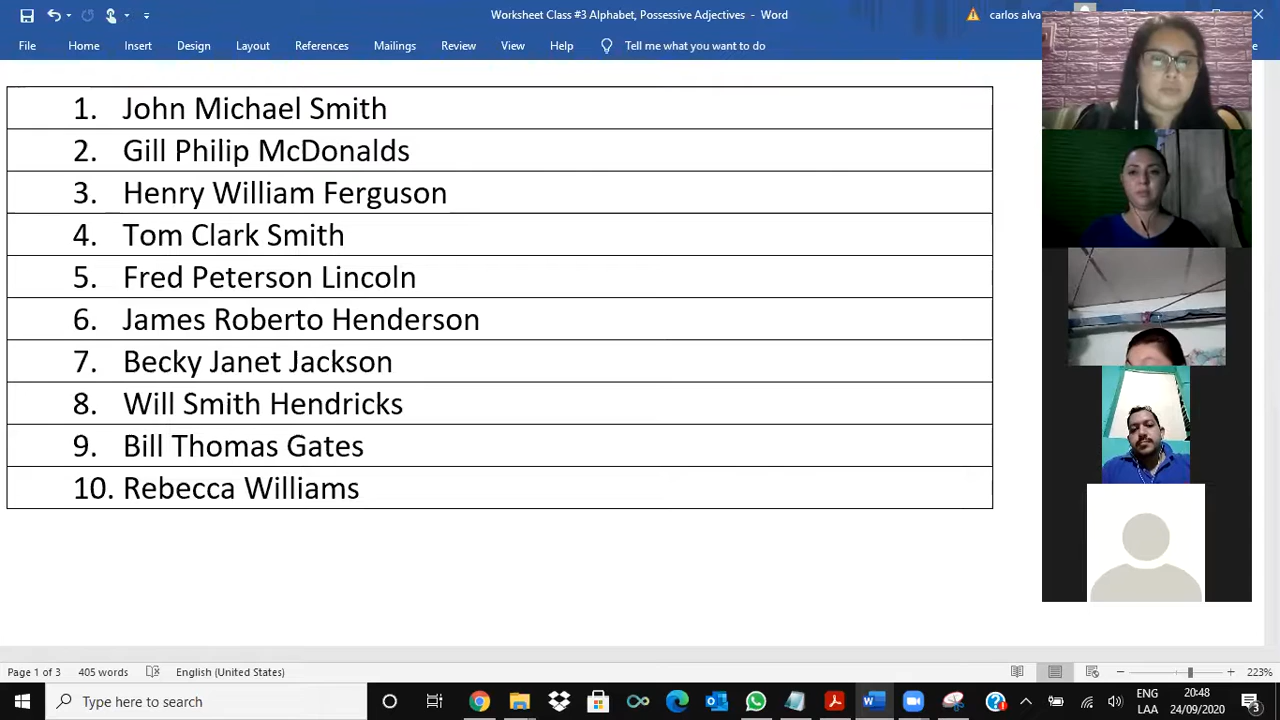 Worksheet Class #3 Alphabet, Possessive Adjectives - Word
carlos alva
File Home Insert Design Layout References Mailings Review View Help Tell me what you want to do
1. John Michael Smith
2. Gill Philip McDonalds
3. Henry William Ferguson
4. Tom Clark Smith
5. Fred Peterson Lincoln
6. James Roberto Henderson
7. Becky Janet Jackson
8. Will Smith Hendricks
9. Bill Thomas Gates
10. Rebecca Williams
Page 1 of 3 405 words English (United States) 223%
Type here to search
ENG 20:48
LAA 24/09/2020 3